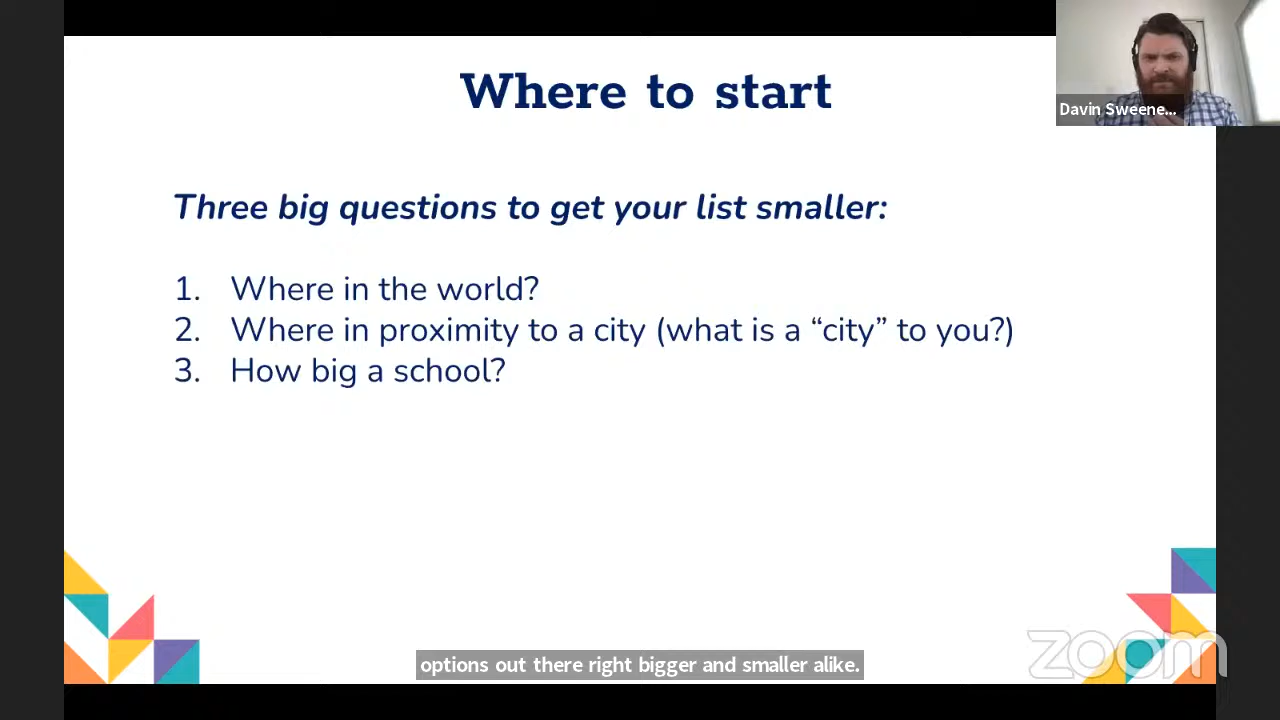 Where to start
Davin Sweene...
Three big questions to get your list smaller:
1. Where in the world?
2. Where in proximity to a city (what is a “city” to you?)
3. How big a school?
zoom
options out there right bigger and smaller alike.